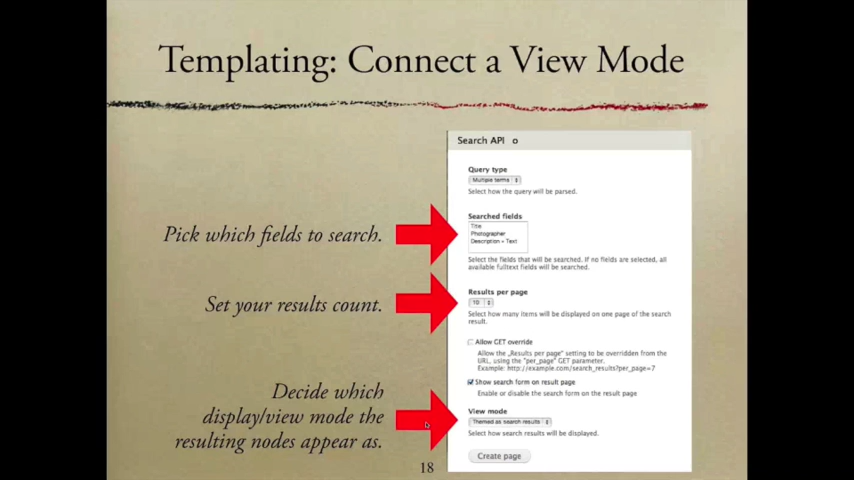 Templating: Connect a View Mode
Search API
Query type
Multiple terms
Select how the query will be parsed.
Pick which fields to search.
Searched fields
Title
Photographer
Description » Text
Select the fields that will be searched. If no fields are selected, all
available fulltext fields will be searched.
Set your results count.
Results per page
10
Select how many items will be displayed on one page of the search
result.
Allow GET override
Allow the „Results per page" setting to be overridden from the
URL, using the "per_page" GET parameter.
Example: http://example.com/search_results?per_page=7
Show search form on result page
Enable or disable the search form on the result page
Decide which
display/view mode the
resulting nodes appear as.
View mode
Themed as search results
Select how search results will be displayed.
Create page
18